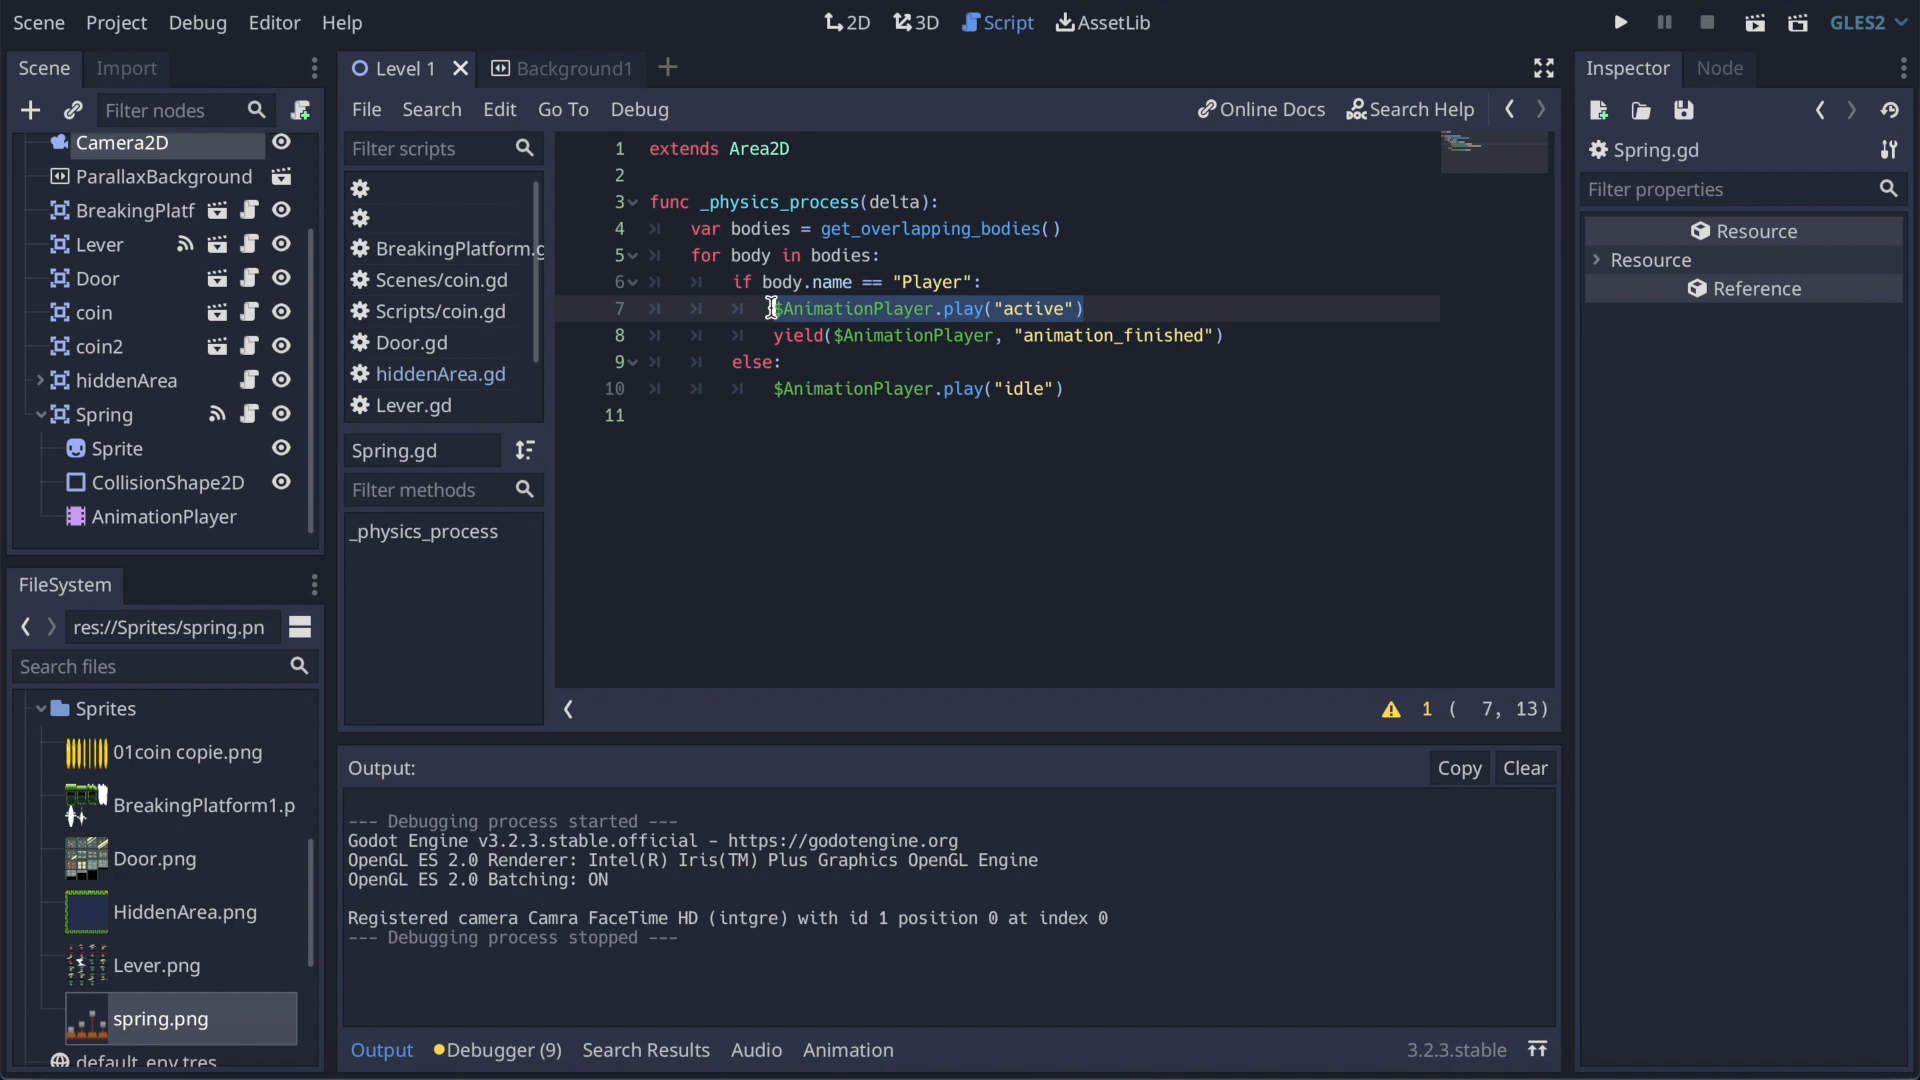 Scene Project Debug Editor Help
2D 3D Script AssetLib
GLES2
Scene Import
Filter nodes
Camera2D
ParallaxBackground
BreakingPlatf
Lever
Door
coin
coin2
hiddenArea
Spring
Sprite
CollisionShape2D
AnimationPlayer
FileSystem
res://Sprites/spring.pn
Search files
Sprites
01coin copie.png
BreakingPlatform1.p
Door.png
HiddenArea.png
Lever.png
spring.png
default_env.tres
Level 1 Background1
File Search Edit Go To Debug
Online Docs Search Help
Filter scripts
BreakingPlatform.g
Scenes/coin.gd
Scripts/coin.gd
Door.gd
hiddenArea.gd
Lever.gd
Spring.gd
Filter methods
_physics_process
1 extends Area2D
2
3 func _physics_process(delta):
4 var bodies = get_overlapping_bodies()
5 for body in bodies:
6 if body.name == "Player":
7 $AnimationPlayer.play("active")
8 yield($AnimationPlayer, "animation_finished")
9 else:
10 $AnimationPlayer.play("idle")
11
1 ( 7, 13)
Output:
Copy Clear
--- Debugging process started ---
Godot Engine v3.2.3.stable.official - https://godotengine.org
OpenGL ES 2.0 Renderer: Intel(R) Iris(TM) Plus Graphics OpenGL Engine
OpenGL ES 2.0 Batching: ON
Registered camera Camra FaceTime HD (intgre) with id 1 position 0 at index 0
--- Debugging process stopped ---
Output Debugger (9) Search Results Audio Animation
3.2.3.stable
Inspector Node
Spring.gd
Filter properties
Resource
Resource
Reference